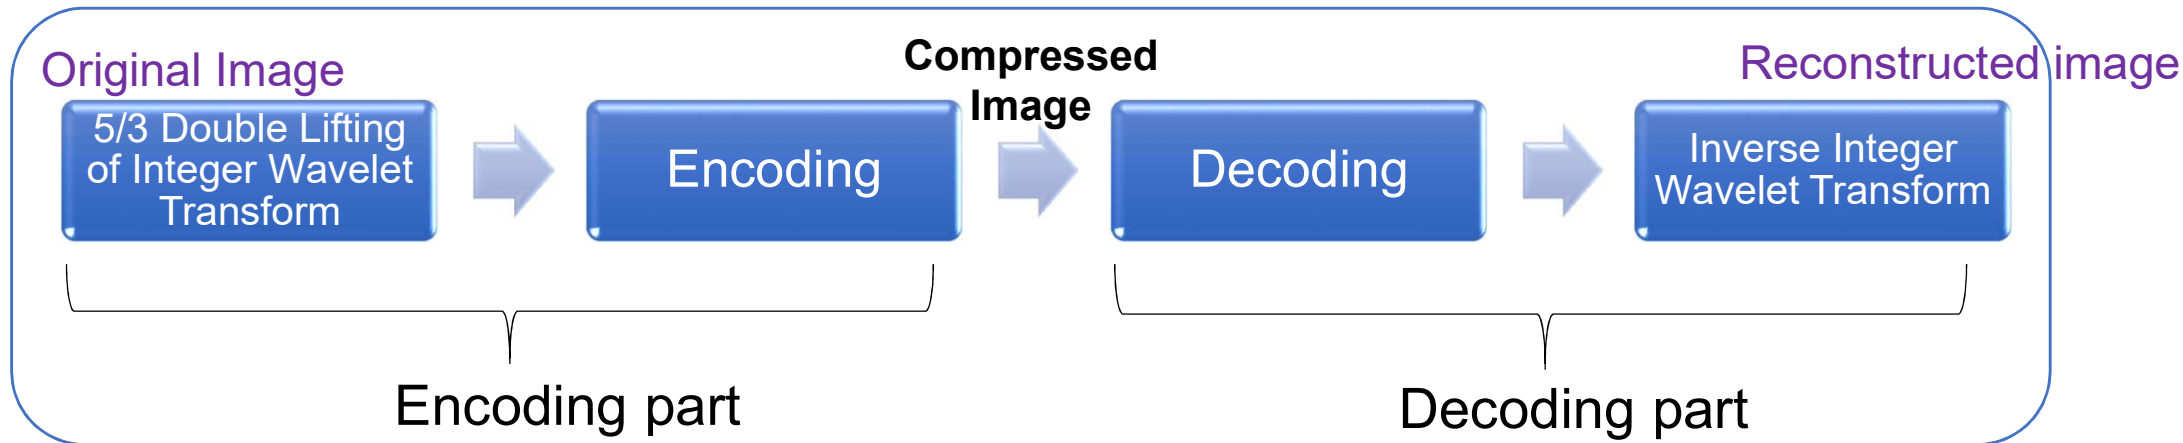 Original Image
Compressed
Image
Reconstructed image
5/3 Double Lifting
of Integer Wavelet
Transform
Encoding
Decoding
Inverse Integer
Wavelet Transform
Encoding part
Decoding part